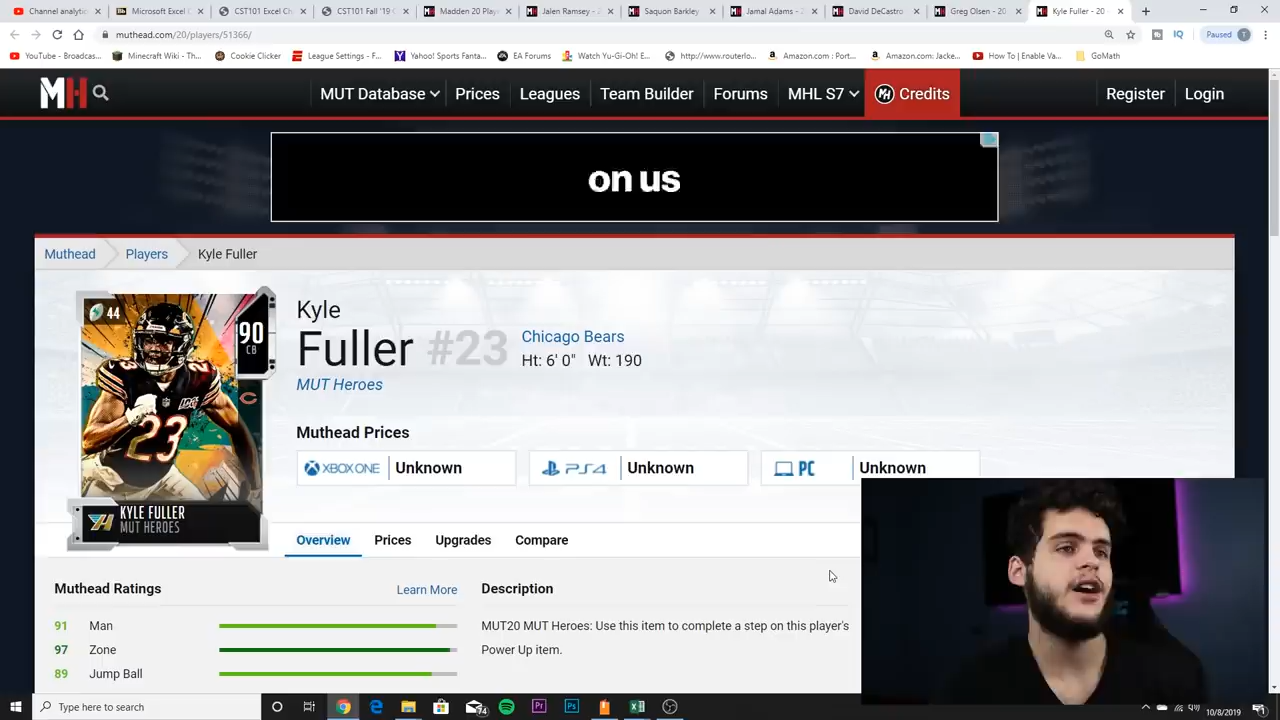 Channel analytic
Microsoft Excel C
CST101 Excel Ch
CST101 Fall '19 C
Madden 20 Playe
Jalen Ramsey - 2
Saquon Barkley
Jamal Adams - 2
David DeCastro
Greg Olsen - 20
Kyle Fuller - 20
muthead.com/20/players/51366/
Paused
T
YouTube - Broadcas...
Minecraft Wiki - Th...
Cookie Clicker
League Settings - F...
Yahoo! Sports Fanta...
EA Forums
Watch Yu-Gi-Oh! E...
http://www.routerlo...
Amazon.com : Port...
Amazon.com: Jacke...
How To | Enable Va...
GoMath
MH
MUT Database
Prices
Leagues
Team Builder
Forums
MHL S7
Credits
Register
Login
on us
Muthead
Players
Kyle Fuller
44
90
CB
23
KYLE FULLER
MUT HEROES
Kyle
Fuller #23
Chicago Bears
Ht: 6' 0" Wt: 190
MUT Heroes
Muthead Prices
XBOX ONE
Unknown
PS4
Unknown
PC
Unknown
Overview
Prices
Upgrades
Compare
Muthead Ratings
Learn More
91 Man
97 Zone
89 Jump Ball
Description
MUT20 MUT Heroes: Use this item to complete a step on this player's
Power Up item.
Type here to search
10/8/2019